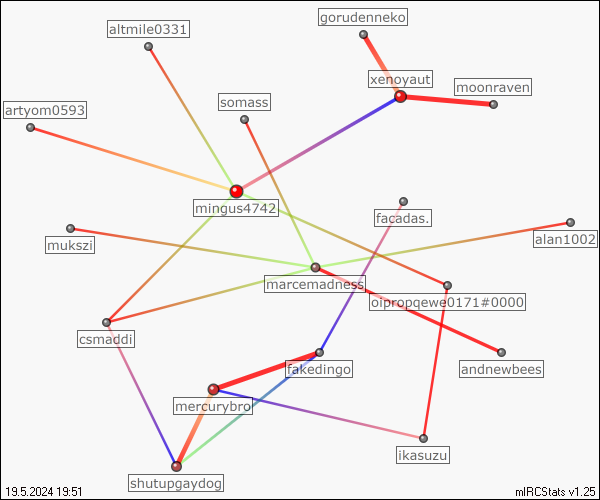 gorudenneko
altmile0331
xenoyaut
moonraven
somass
artyom0593
mingus4742
facadas.
mukszi
alan1002
marcemadness
oipropqewe0171#0000
csmaddi
fakedingo
andnewbees
mercurybro
ikasuzu
shutupgaydog
19.5.2024 19:51
mIRCStats v1.25